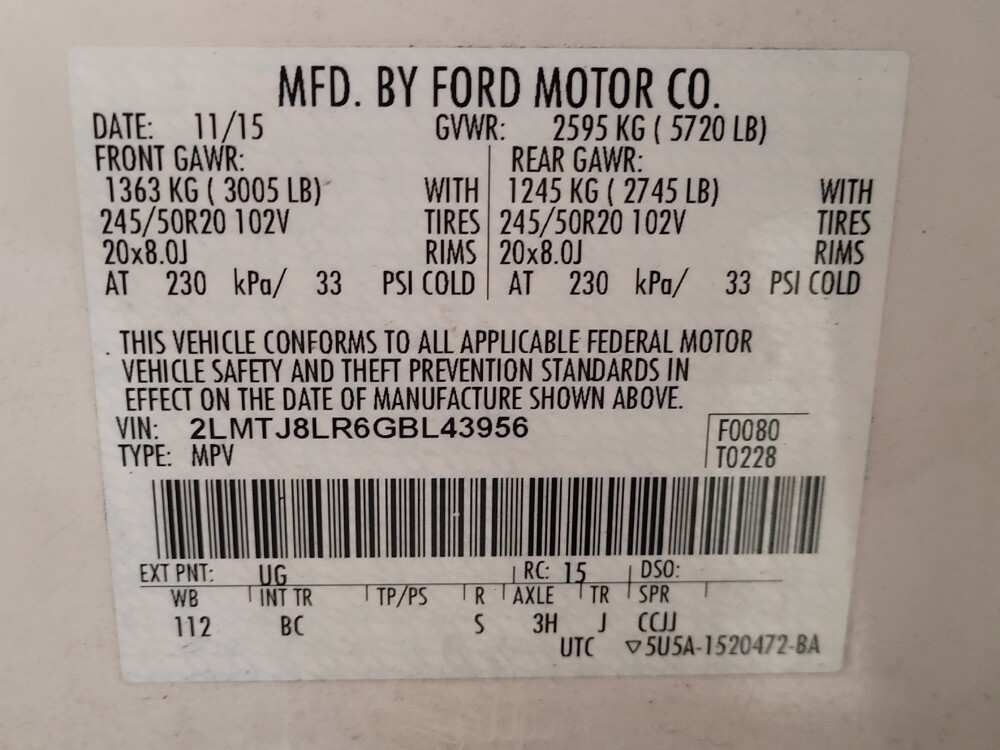 MFD. BY FORD MOTOR CO.
DATE: 11/15 GVWR: 2595 KG ( 5720 LB)
FRONT GAWR: REAR GAWR:
1363 KG ( 3005 LB) WITH 1245 KG ( 2745 LB) WITH
245/50R20 102V TIRES 245/50R20 102V TIRES
20x8.0J RIMS 20x8.0J RIMS
AT 230 kPa/ 33 PSI COLD AT 230 kPa/ 33 PSI COLD
THIS VEHICLE CONFORMS TO ALL APPLICABLE FEDERAL MOTOR
VEHICLE SAFETY AND THEFT PREVENTION STANDARDS IN
EFFECT ON THE DATE OF MANUFACTURE SHOWN ABOVE.
VIN: 2LMTJ8LR6GBL43956 F0080
TYPE: MPV T0228
EXT PNT: UG RC: 15 DSO:
WB INT TR TP/PS R AXLE TR SPR
112 BC S 3H J CCJJ
UTC ▽5U5A-1520472-BA